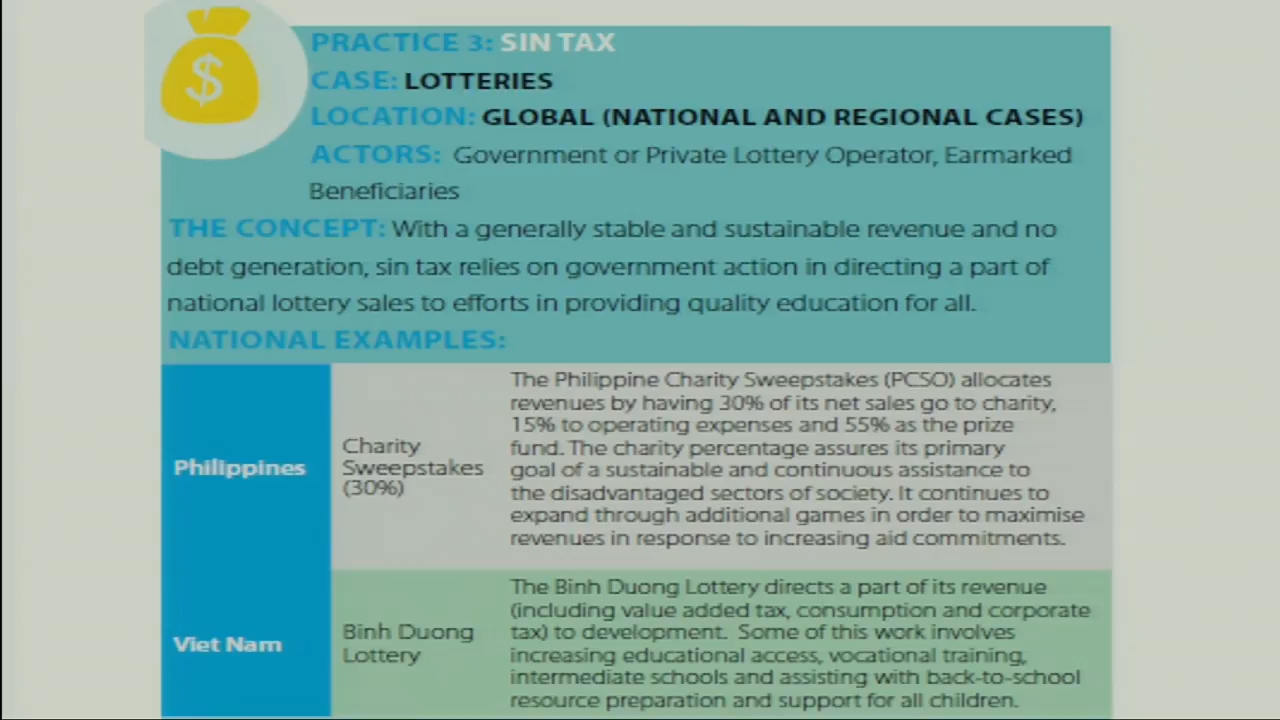 $
PRACTICE 3: SIN TAX
CASE: LOTTERIES
LOCATION: GLOBAL (NATIONAL AND REGIONAL CASES)
ACTORS: Government or Private Lottery Operator, Earmarked
Beneficiaries
THE CONCEPT: With a generally stable and sustainable revenue and no
debt generation, sin tax relies on government action in directing a part of
national lottery sales to efforts in providing quality education for all.
NATIONAL EXAMPLES:
Philippines
Charity
Sweepstakes
(30%)
The Philippine Charity Sweepstakes (PCSO) allocates
revenues by having 30% of its net sales go to charity,
15% to operating expenses and 55% as the prize
fund. The charity percentage assures its primary
goal of a sustainable and continuous assistance to
the disadvantaged sectors of society. It continues to
expand through additional games in order to maximise
revenues in response to increasing aid commitments.
Viet Nam
Binh Duong
Lottery
The Binh Duong Lottery directs a part of its revenue
(including value added tax, consumption and corporate
tax) to development. Some of this work involves
increasing educational access, vocational training,
intermediate schools and assisting with back-to-school
resource preparation and support for all children.